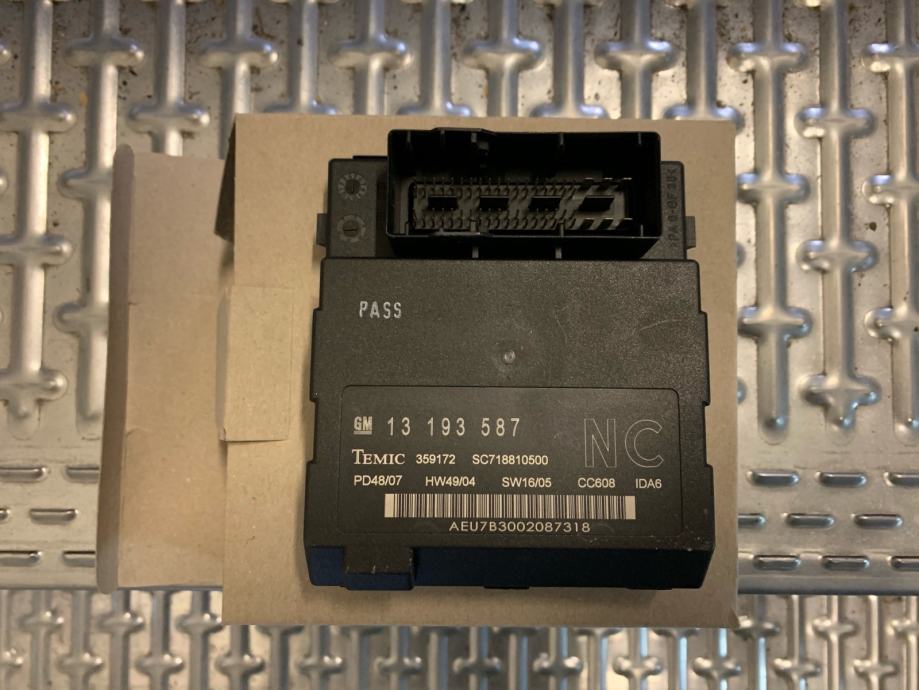 PASS
GM 13 193 587 NC
TEMIC 359172 SC718810500
PD48/07 HW49/04 SW16/05 CC608 IDA6
AEU7B3002087318